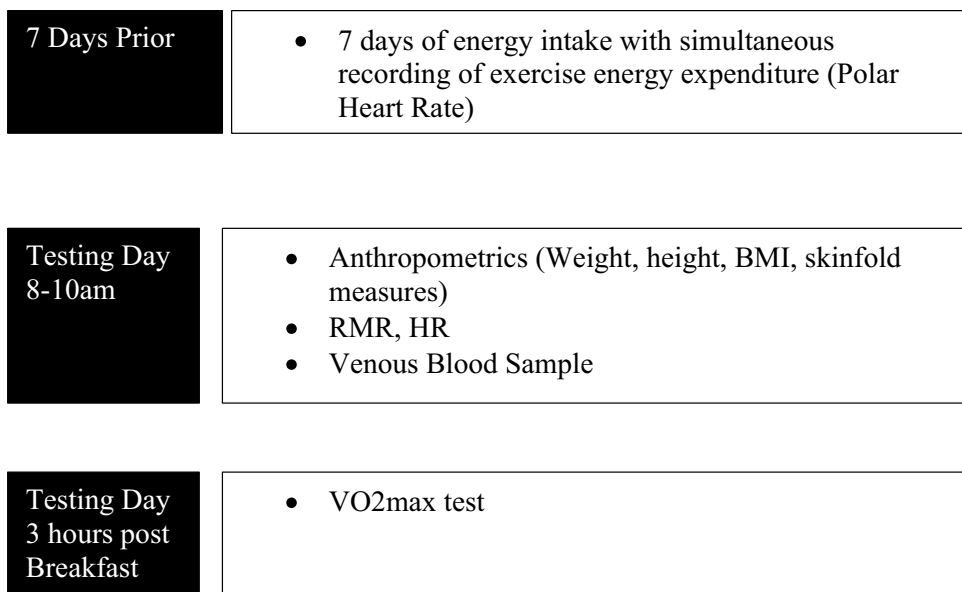 7 Days Prior
• 7 days of energy intake with simultaneous
recording of exercise energy expenditure (Polar
Heart Rate)
Testing Day
8-10am
• Anthropometrics (Weight, height, BMI, skinfold
measures)
• RMR, HR
• Venous Blood Sample
Testing Day
3 hours post
Breakfast
• VO2max test